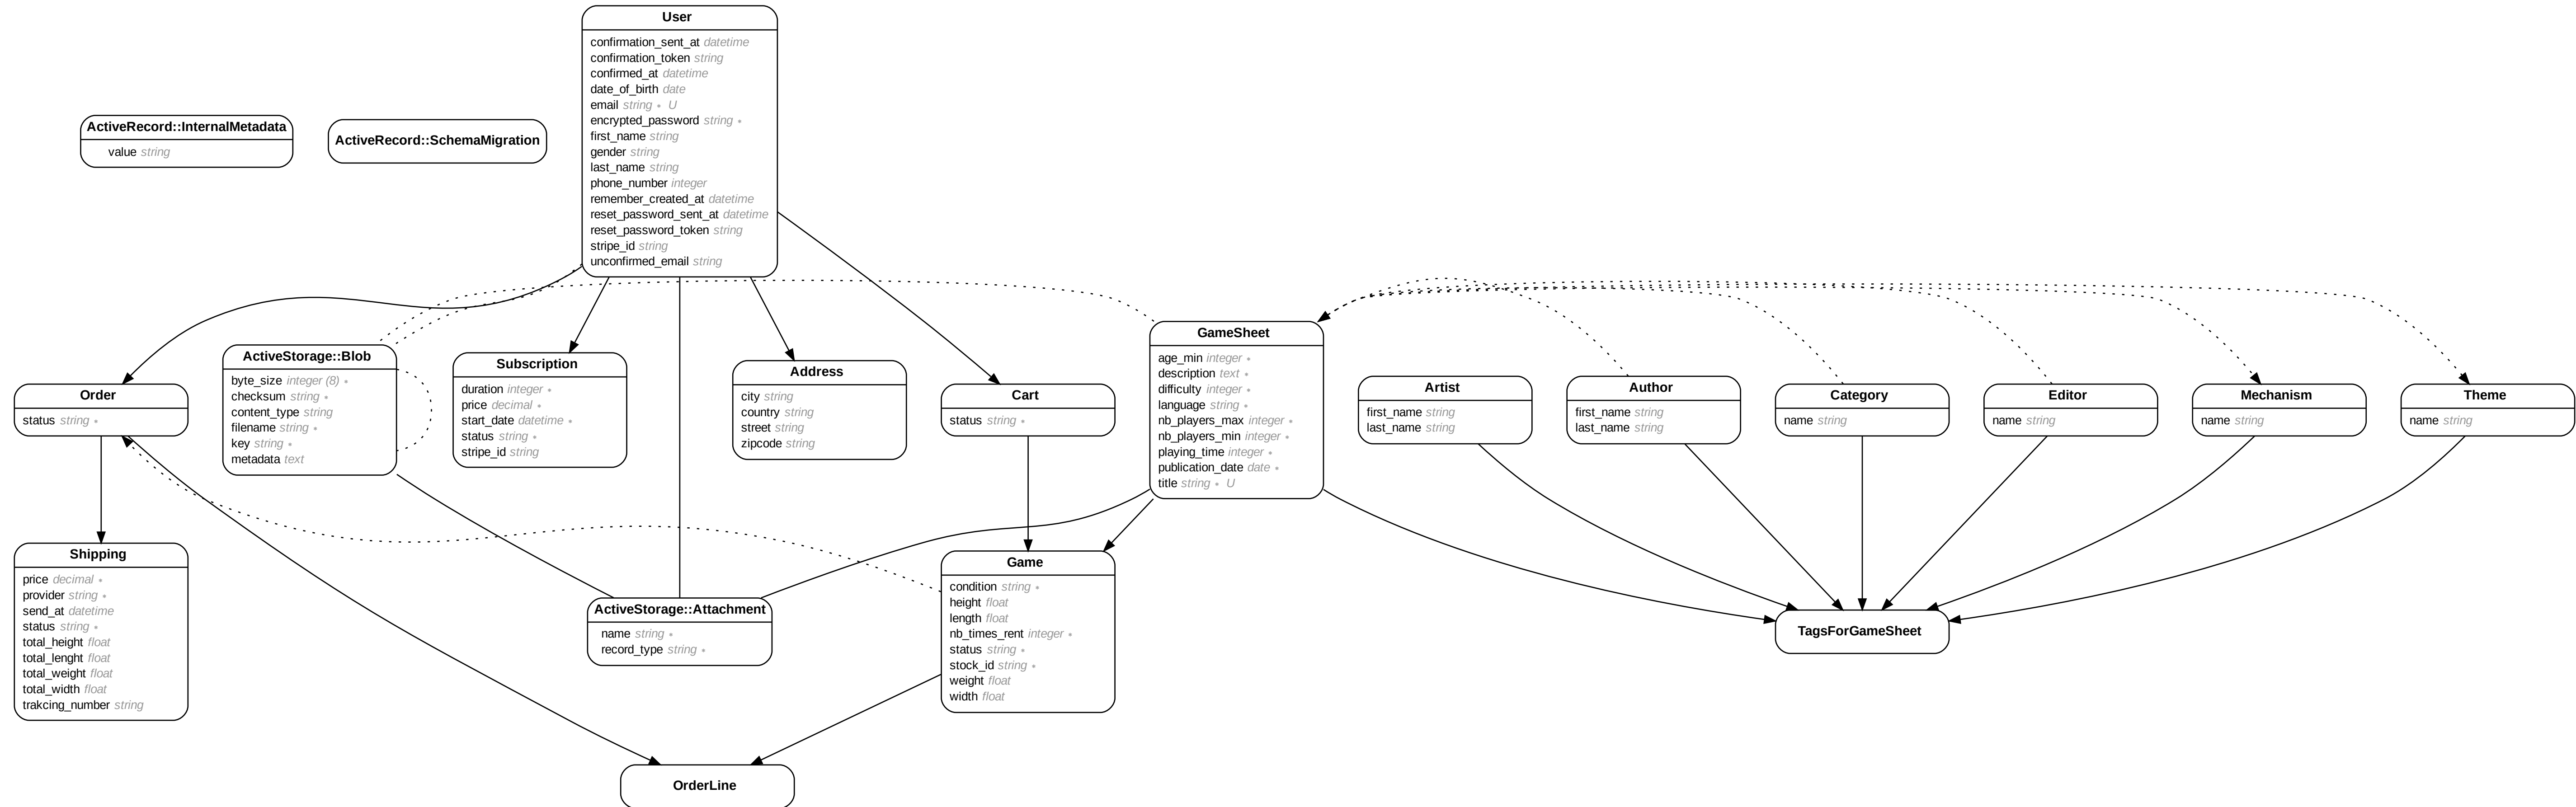 User
confirmation_sent_at datetime
confirmation_token string
confirmed_at datetime
date_of_birth date
email string ∗ U
encrypted_password string ∗
first_name string
gender string
last_name string
phone_number integer
remember_created_at datetime
reset_password_sent_at datetime
reset_password_token string
stripe_id string
unconfirmed_email string
ActiveRecord::InternalMetadata
value string
ActiveRecord::SchemaMigration
Order
status string ∗
ActiveStorage::Blob
byte_size integer (8) ∗
checksum string ∗
content_type string
filename string ∗
key string ∗
metadata text
Subscription
duration integer ∗
price decimal ∗
start_date datetime ∗
status string ∗
stripe_id string
Address
city string
country string
street string
zipcode string
Cart
status string ∗
GameSheet
age_min integer ∗
description text ∗
difficulty integer ∗
language string ∗
nb_players_max integer ∗
nb_players_min integer ∗
playing_time integer ∗
publication_date date ∗
title string ∗ U
Artist
first_name string
last_name string
Author
first_name string
last_name string
Category
name string
Editor
name string
Mechanism
name string
Theme
name string
Shipping
price decimal ∗
provider string ∗
send_at datetime
status string ∗
total_height float
total_lenght float
total_weight float
total_width float
trakcing_number string
ActiveStorage::Attachment
name string ∗
record_type string ∗
Game
condition string ∗
height float
length float
nb_times_rent integer ∗
status string ∗
stock_id string ∗
weight float
width float
TagsForGameSheet
OrderLine